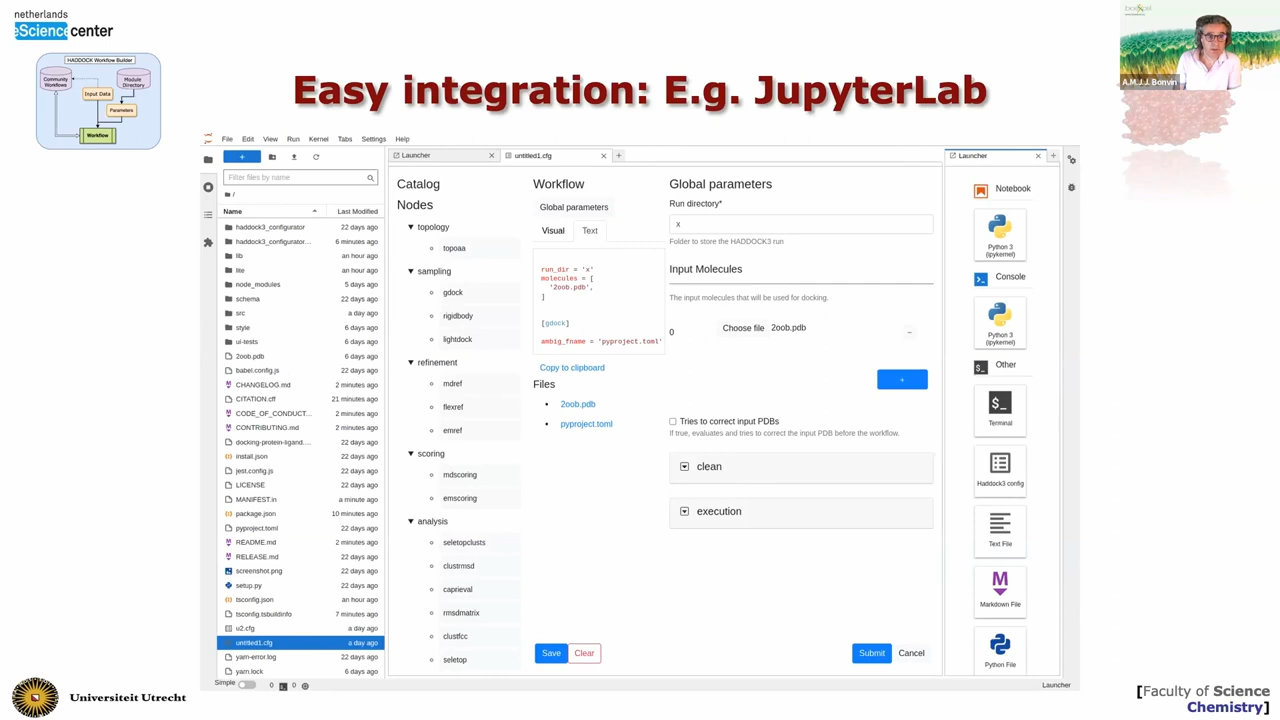 netherlands
eScience center
HADDOCK Workflow Builder
Community Workflows
Module Directory
Input Data
Parameters
Workflow
Easy integration: E.g. JupyterLab
A.M.J.J. Bonvin
File Edit View Run Kernel Tabs Settings Help
+
Filter files by name
/
Name Last Modified
haddock3_configurator 22 days ago
haddock3_configurator... 6 minutes ago
lib an hour ago
lite an hour ago
node_modules 5 days ago
schema 22 days ago
src a day ago
style 6 days ago
ui-tests 6 days ago
2oob.pdb 6 days ago
babel.config.js 22 days ago
CHANGELOG.md 2 minutes ago
CITATION.cff 21 minutes ago
CODE_OF_CONDUCT... 2 minutes ago
CONTRIBUTING.md 2 minutes ago
docking-protein-ligand.... 22 days ago
install.json 22 days ago
jest.config.js 22 days ago
LICENSE 22 days ago
MANIFEST.in a minute ago
package.json 10 minutes ago
pyproject.toml 22 days ago
README.md 22 days ago
RELEASE.md 22 days ago
screenshot.png 22 days ago
setup.py 22 days ago
tsconfig.json an hour ago
tsconfig.tsbuildinfo 7 minutes ago
u2.cfg a day ago
untitled1.cfg a day ago
yarn-error.log 22 days ago
yarn.lock 6 days ago
Simple 0 0
Launcher
untitled1.cfg
+
Catalog
Nodes
topology
topoaa
sampling
gdock
rigidbody
lightdock
refinement
mdref
flexref
emref
scoring
mdscoring
emscoring
analysis
seletopclusts
clustrmsd
caprieval
rmsdmatrix
clustfcc
seletop
Workflow
Global parameters
Visual Text
run_dir = 'x'
molecules = [
'2oob.pdb',
]
[gdock]
ambig_fname = 'pyproject.toml'
Copy to clipboard
Files
2oob.pdb
pyproject.toml
Save Clear
Global parameters
Run directory*
x
Folder to store the HADDOCK3 run
Input Molecules
The input molecules that will be used for docking.
0 Choose file 2oob.pdb −
+
Tries to correct input PDBs
If true, evaluates and tries to correct the input PDB before the workflow.
clean
execution
Submit Cancel
Launcher
+
Notebook
Python 3
(ipykernel)
Console
Python 3
(ipykernel)
$_ Other
$_
Terminal
Haddock3 config
Text File
M
Markdown File
Python File
Launcher
Universiteit Utrecht
[Faculty of Science
Chemistry]